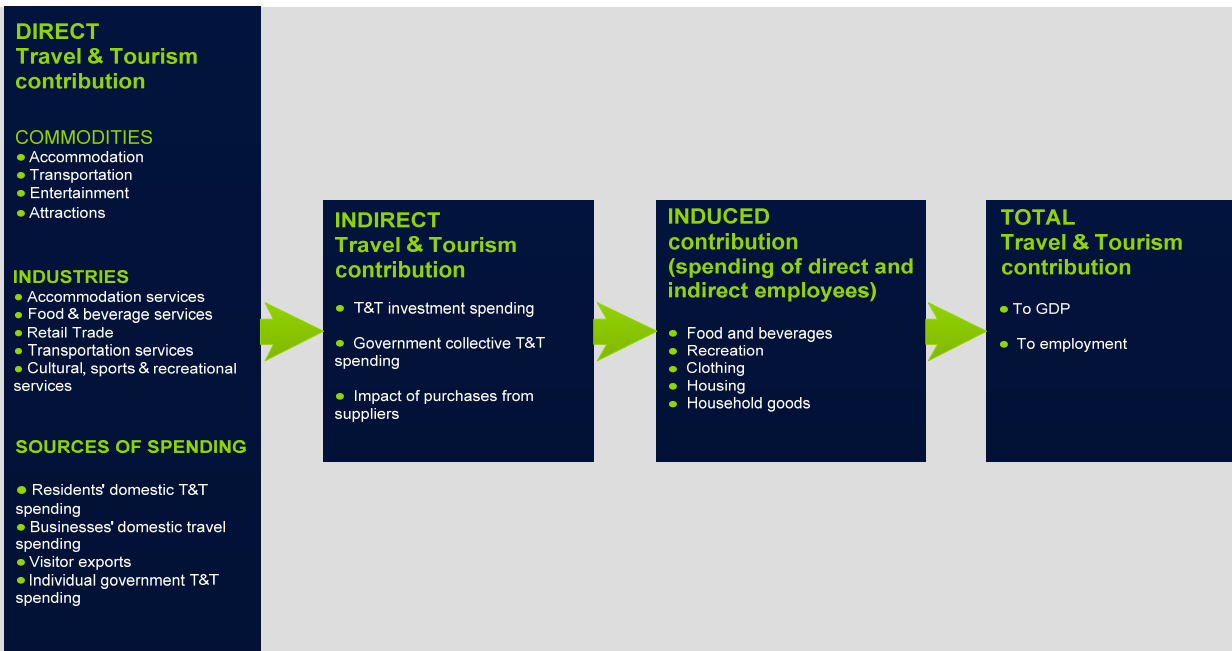 DIRECT
Travel & Tourism
contribution
COMMODITIES
• Accommodation
• Transportation
• Entertainment
• Attractions
INDUSTRIES
• Accommodation services
• Food & beverage services
• Retail Trade
• Transportation services
• Cultural, sports & recreational
services
SOURCES OF SPENDING
• Residents' domestic T&T
spending
• Businesses' domestic travel
spending
• Visitor exports
• Individual government T&T
spending
INDIRECT
Travel & Tourism
contribution
• T&T investment spending
• Government collective T&T
spending
• Impact of purchases from
suppliers
INDUCED
contribution
(spending of direct and
indirect employees)
• Food and beverages
• Recreation
• Clothing
• Housing
• Household goods
TOTAL
Travel & Tourism
contribution
• To GDP
• To employment